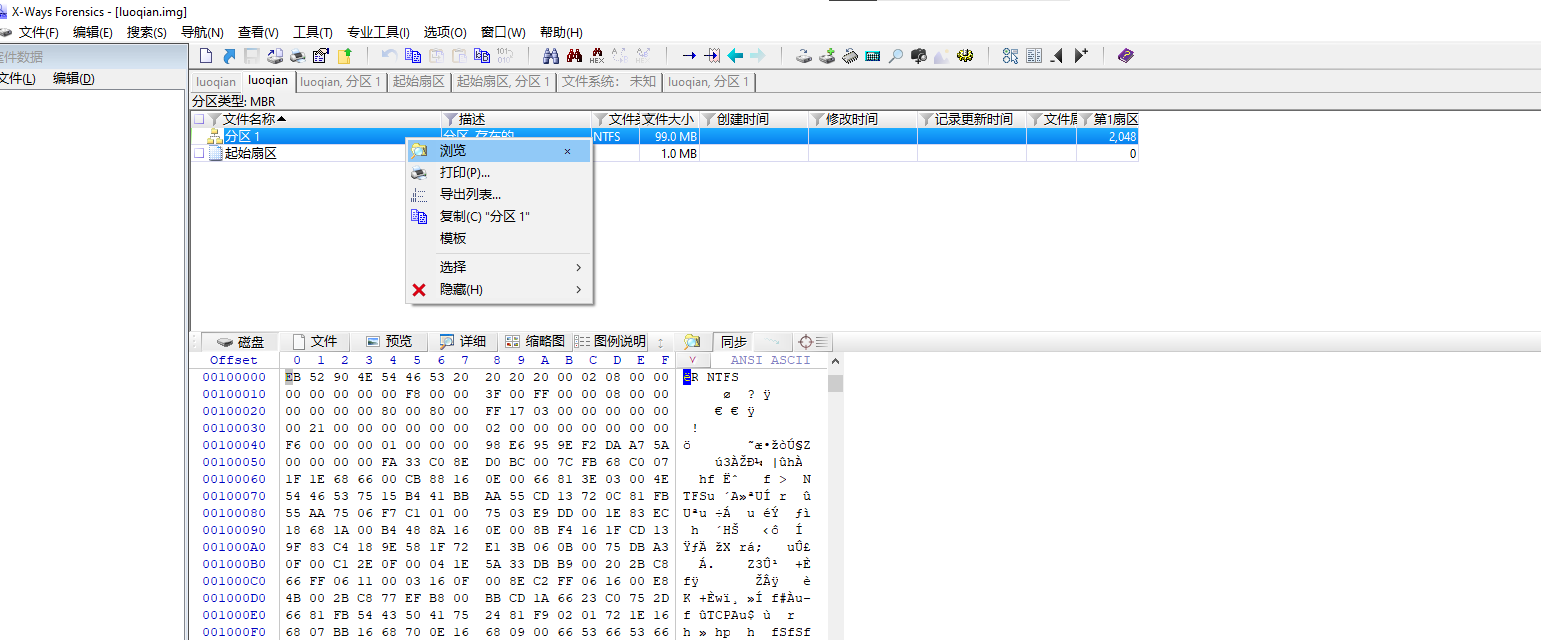 X-Ways Forensics - [luoqian.img]
文件(F) 编辑(E) 搜索(S) 导航(N) 查看(V) 工具(T) 专业工具(I) 选项(O) 窗口(W) 帮助(H)
案件数据
文件(L) 编辑(D)
luoqian luoqian luoqian, 分区 1 起始扇区 起始扇区, 分区 1 文件系统: 未知 luoqian, 分区 1
分区类型: MBR
文件名称 描述 文件 文件大小 创建时间 修改时间 记录更新时间 文件 第1扇区
分区 1 分区, 存在的 NTFS 99.0 MB 2,048
起始扇区 1.0 MB 0
浏览
打印(P)...
导出列表...
复制(C) "分区 1"
模板
选择
隐藏(H)
磁盘 文件 预览 详细 缩略图 图例说明 同步
Offset 0 1 2 3 4 5 6 7 8 9 A B C D E F ANSI ASCII
00100000 EB 52 90 4E 54 46 53 20 20 20 20 00 02 08 00 00 ëR NTFS
00100010 00 00 00 00 00 F8 00 00 3F 00 FF 00 00 08 00 00 ø ? ÿ
00100020 00 00 00 00 80 00 80 00 FF 17 03 00 00 00 00 00 € € ÿ
00100030 00 21 00 00 00 00 00 00 02 00 00 00 00 00 00 00 !
00100040 F6 00 00 00 01 00 00 00 98 E6 95 9E F2 DA A7 5A ö ˜æ•žòÚ§Z
00100050 00 00 00 00 FA 33 C0 8E D0 BC 00 7C FB 68 C0 07 ú3ÀŽÐ¼ |ûhÀ
00100060 1F 1E 68 66 00 CB 88 16 0E 00 66 81 3E 03 00 4E hf Ëˆ f > N
00100070 54 46 53 75 15 B4 41 BB AA 55 CD 13 72 0C 81 FB TFSu ´A»ªUÍ r û
00100080 55 AA 75 06 F7 C1 01 00 75 03 E9 DD 00 1E 83 EC Uªu ÷Á u éÝ ƒì
00100090 18 68 1A 00 B4 48 8A 16 0E 00 8B F4 16 1F CD 13 h ´HŠ ‹ô Í
001000A0 9F 83 C4 18 9E 58 1F 72 E1 3B 06 0B 00 75 DB A3 ŸƒÄ žX rá; uÛ£
001000B0 0F 00 C1 2E 0F 00 04 1E 5A 33 DB B9 00 20 2B C8 Á. Z3Û¹ +È
001000C0 66 FF 06 11 00 03 16 0F 00 8E C2 FF 06 16 00 E8 fÿ ŽÂÿ è
001000D0 4B 00 2B C8 77 EF B8 00 BB CD 1A 66 23 C0 75 2D K +Èwï¸ »Í f#Àu-
001000E0 66 81 FB 54 43 50 41 75 24 81 F9 02 01 72 1E 16 f ûTCPAu$ ù r
001000F0 68 07 BB 16 68 70 0E 16 68 09 00 66 53 66 53 66 h » hp h fSfSf